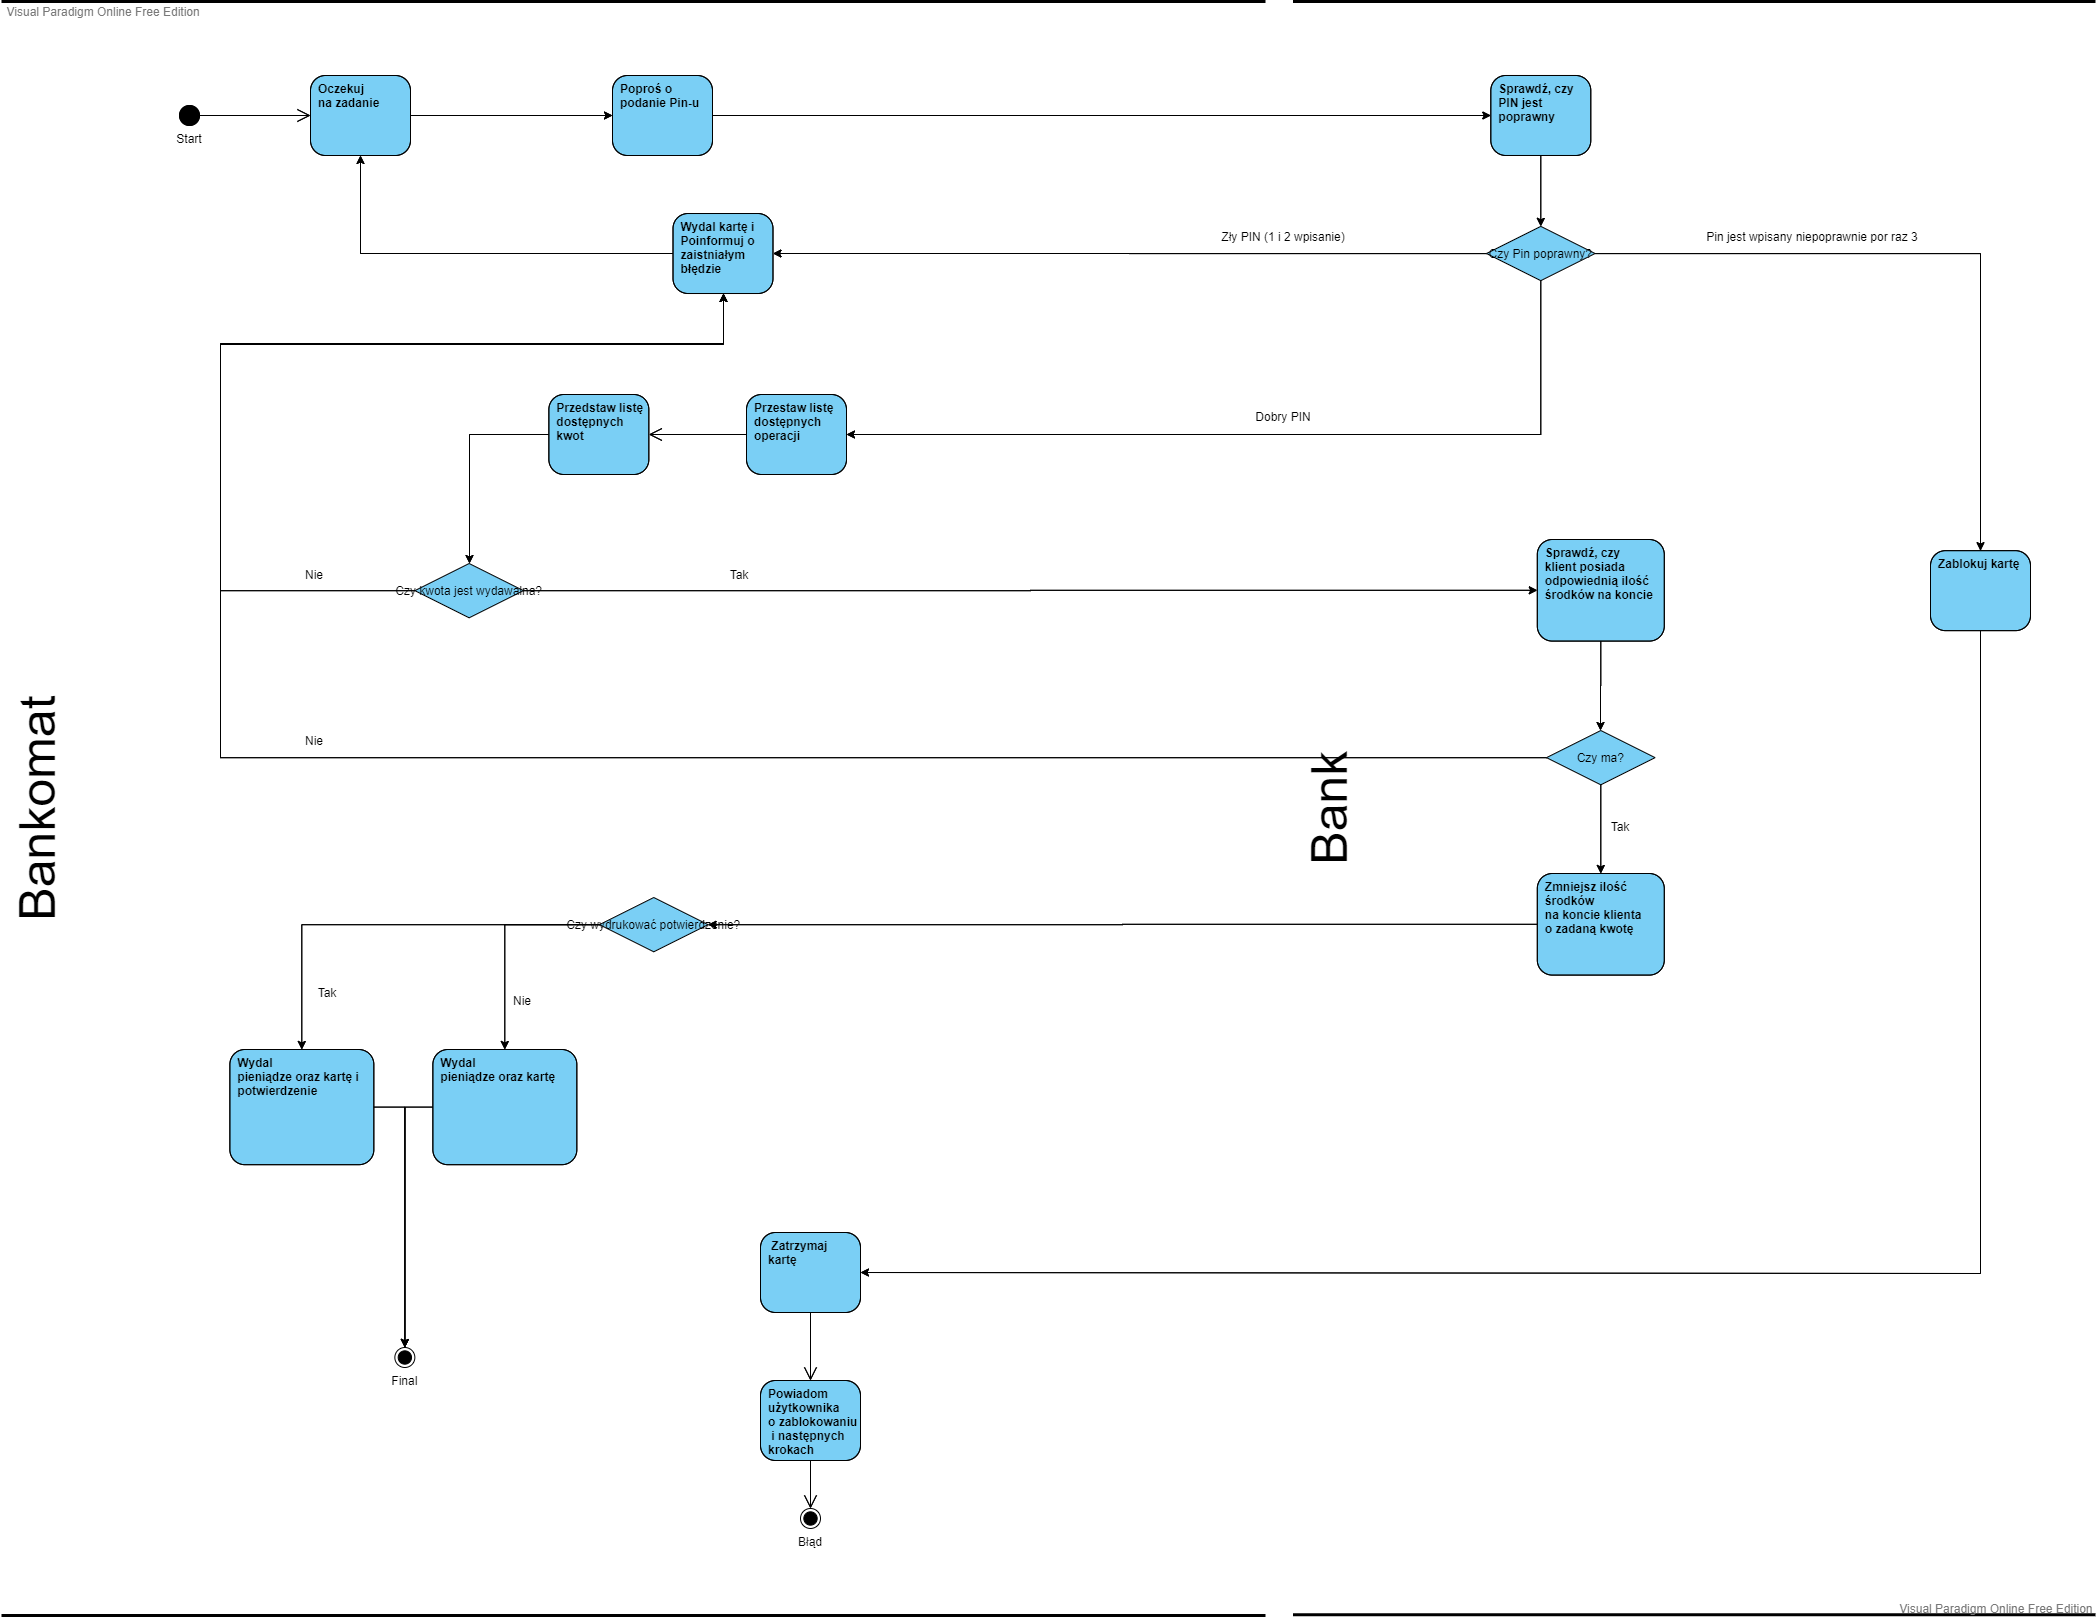 Visual Paradigm Online Free Edition
Oczekuj
na zadanie
Poproś o
podanie Pin-u
Sprawdź, czy
PIN jest
poprawny
Start
Wydal kartę i
Poinformuj o
zaistniałym
błędzie
Zły PIN (1 i 2 wpisanie)
Czy Pin poprawny?
Pin jest wpisany niepoprawnie por raz 3
Przedstaw listę
dostępnych
kwot
Przestaw listę
dostępnych
operacji
Dobry PIN
Nie
Czy kwota jest wydawalna?
Tak
Sprawdź, czy
klient posiada
odpowiednią ilość
środków na koncie
Zablokuj kartę
Bankomat
Nie
Bank
Czy ma?
Tak
Zmniejsz ilość
środków
na koncie klienta
o zadaną kwotę
Czy wydrukować potwierdzenie?
Tak
Nie
Wydal
pieniądze oraz kartę i
potwierdzenie
Wydal
pieniądze oraz kartę
Zatrzymaj
kartę
Final
Powiadom
użytkownika
o zablokowaniu
i następnych
krokach
Błąd
Visual Paradigm Online Free Edition